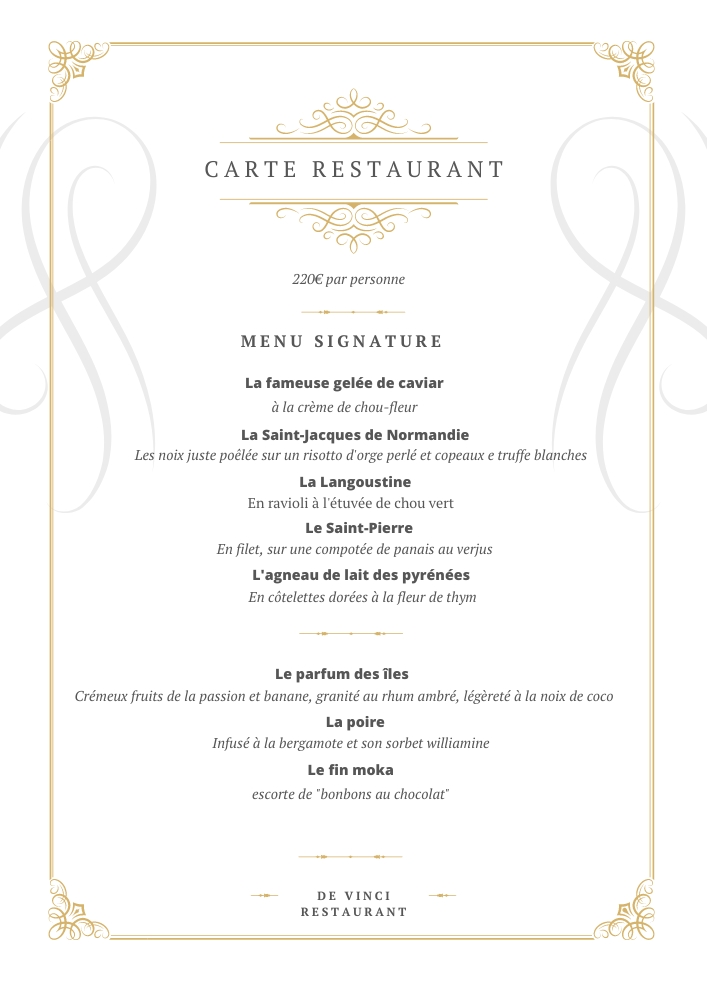 CARTE RESTAURANT
220€ par personne
MENU SIGNATURE
La fameuse gelée de caviar
à la crème de chou-fleur
La Saint-Jacques de Normandie
Les noix juste poêlée sur un risotto d'orge perlé et copeaux e truffe blanches
La Langoustine
En ravioli à l'étuvée de chou vert
Le Saint-Pierre
En filet, sur une compotée de panais au verjus
L'agneau de lait des pyrénées
En côtelettes dorées à la fleur de thym
Le parfum des îles
Crémeux fruits de la passion et banane, granité au rhum ambré, légèreté à la noix de coco
La poire
Infusé à la bergamote et son sorbet williamine
Le fin moka
escorte de "bonbons au chocolat"
DE VINCI
RESTAURANT